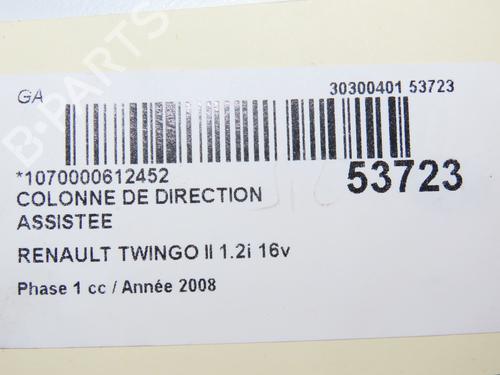 B-PARTS
GA
30300401 53723
*1070000612452
53723
COLONNE DE DIRECTION
ASSISTEE
RENAULT TWINGO II 1.2i 16v
Phase 1 cc / Année 2008